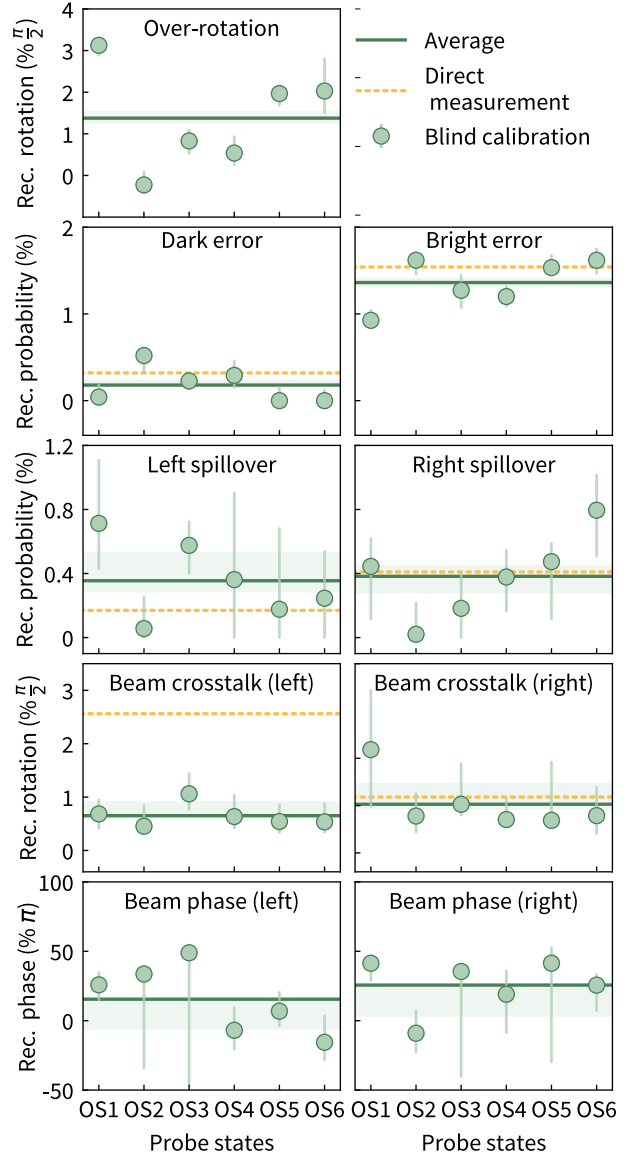 Over-rotation
Rec. rotation (% π/2)
4
3
2
1
0
Average
Direct
measurement
Blind calibration
Dark error
Rec. probability (%)
2
1
0
Bright error
Left spillover
Rec. probability (%)
1.2
0.8
0.4
0
Right spillover
Beam crosstalk (left)
Rec. rotation (% π/2)
3
2
1
0
Beam crosstalk (right)
Beam phase (left)
Rec. phase (% π)
100
50
0
-50
Beam phase (right)
OS1 OS2 OS3 OS4 OS5 OS6
OS1 OS2 OS3 OS4 OS5 OS6
Probe states
Probe states